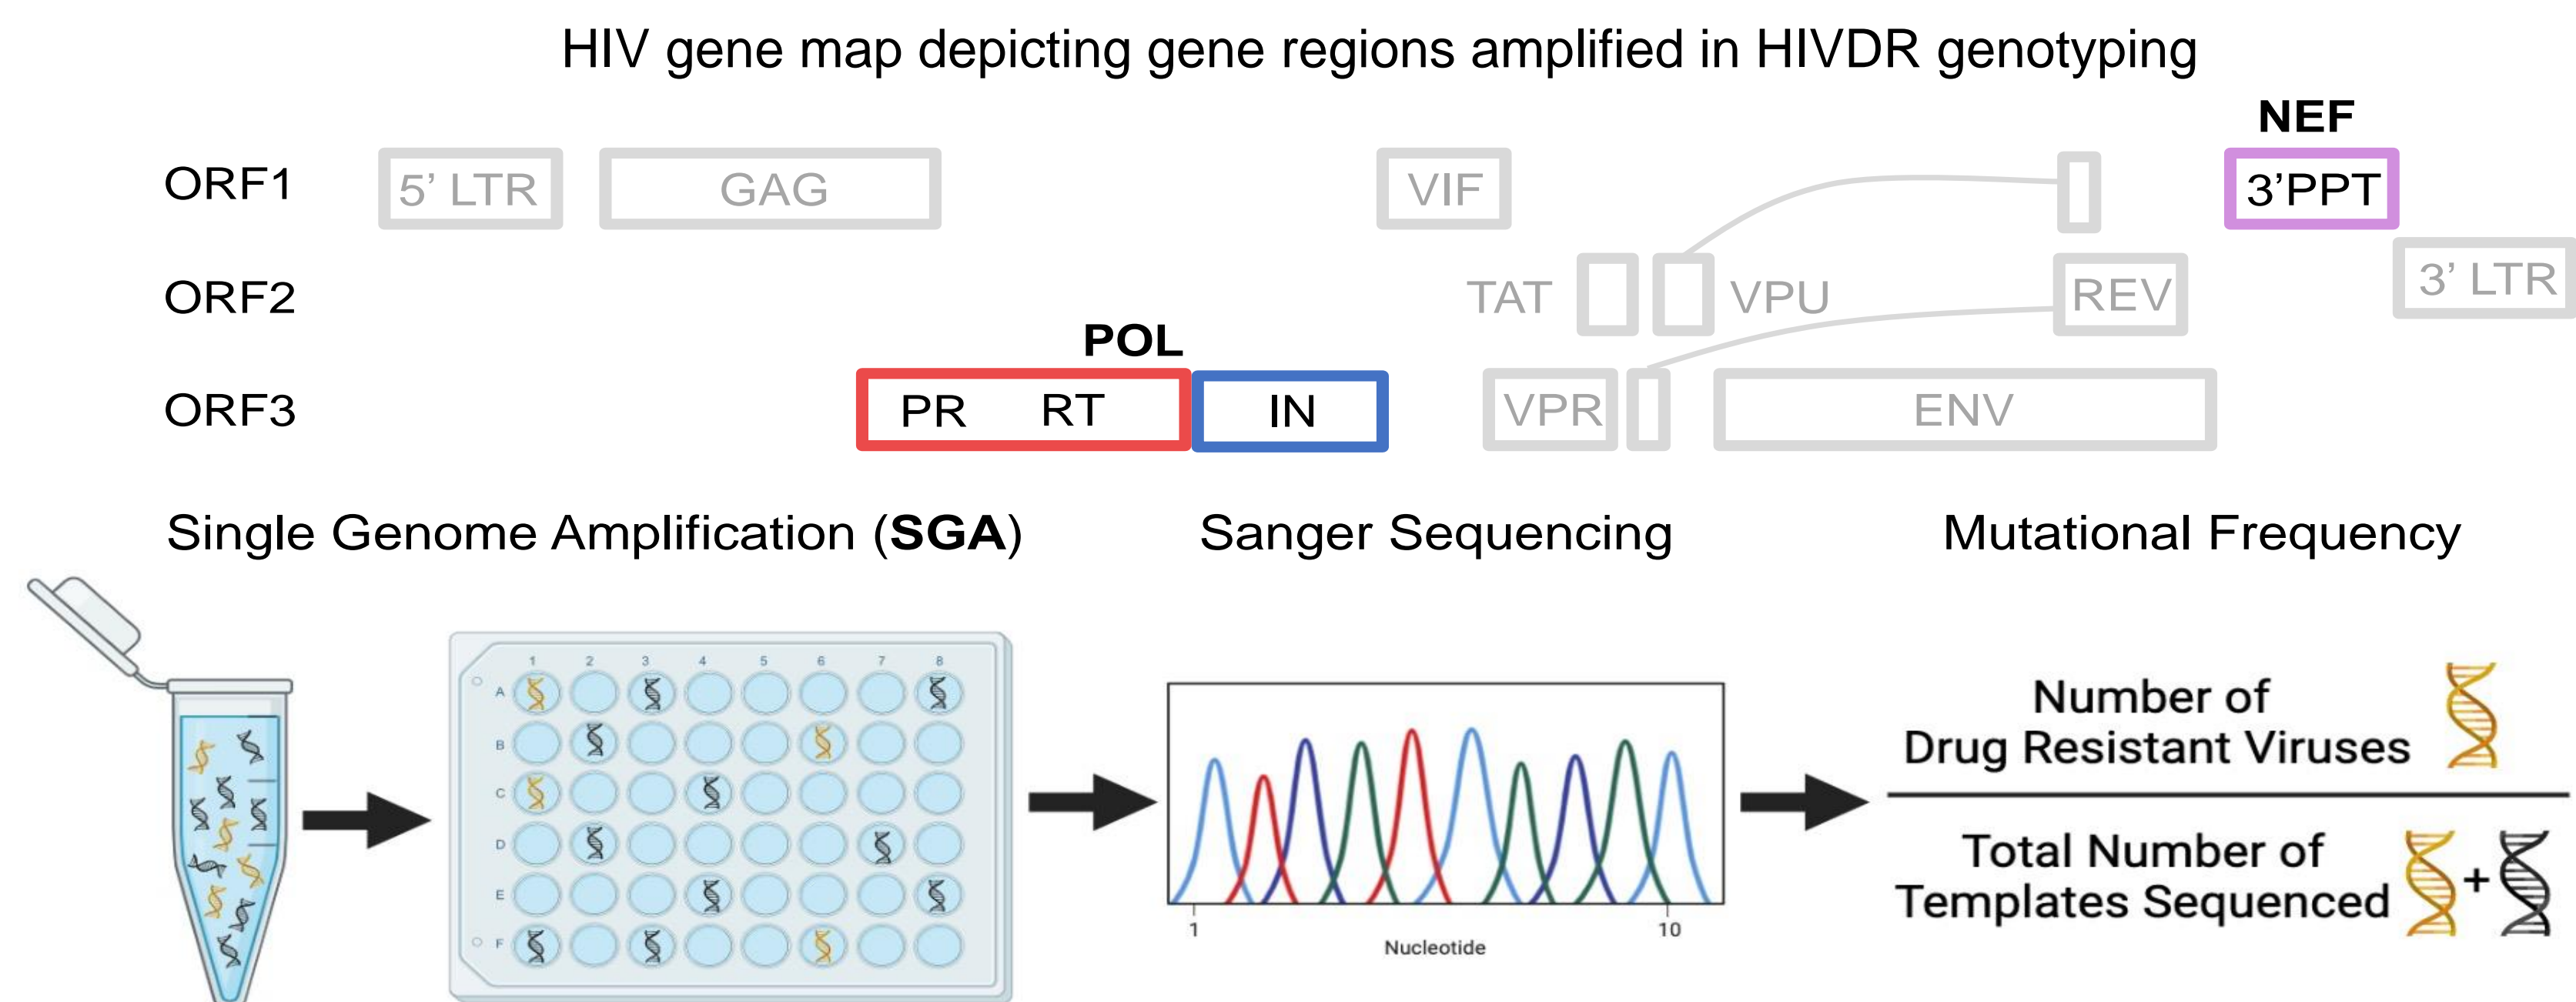 HIV gene map depicting gene regions amplified in HIVDR genotyping
NEF
ORF1 5’ LTR GAG VIF 3’PPT
ORF2 TAT VPU REV 3’ LTR
POL
ORF3 PR RT IN VPR ENV
Single Genome Amplification (SGA)
Sanger Sequencing
Mutational Frequency
1 2 3 4 5 6 7 8
A
B
C
D
E
F
1 10
Nucleotide
Number of
Drug Resistant Viruses
Total Number of
Templates Sequenced +